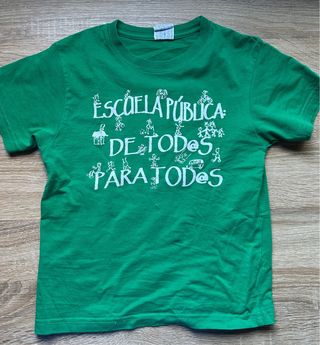 ESCUELA PÚBLICA:
DE TOD@S
PARA TOD@S